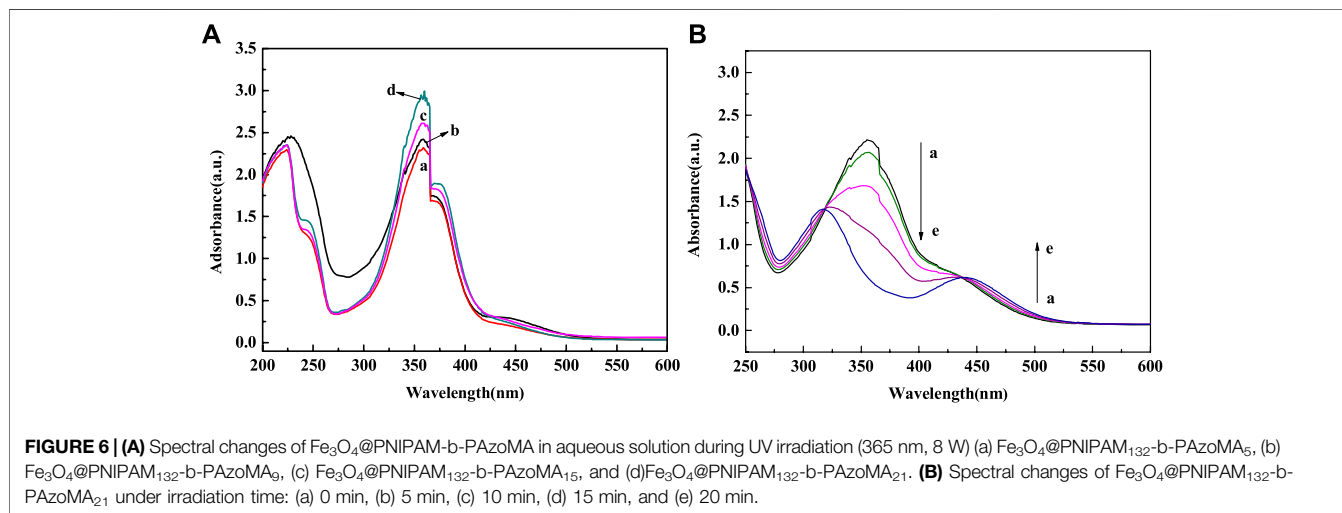 A
B
3.5
3.0
2.5
2.0
1.5
1.0
0.5
0.0
Adsorbance(a.u.)
d
c
b
a
200 250 300 350 400 450 500 550 600
Wavelength(nm)
3.0
2.5
2.0
1.5
1.0
0.5
0.0
Absorbance(a.u.)
a
e
e
a
250 300 350 400 450 500 550 600
Wavelength(nm)
FIGURE 6 | (A) Spectral changes of Fe₃O₄@PNIPAM-b-PAzoMA in aqueous solution during UV irradiation (365 nm, 8 W) (a) Fe₃O₄@PNIPAM₁₃₂-b-PAzoMA₅, (b)
Fe₃O₄@PNIPAM₁₃₂-b-PAzoMA₉, (c) Fe₃O₄@PNIPAM₁₃₂-b-PAzoMA₁₅, and (d)Fe₃O₄@PNIPAM₁₃₂-b-PAzoMA₂₁. (B) Spectral changes of Fe₃O₄@PNIPAM₁₃₂-b-
PAzoMA₂₁ under irradiation time: (a) 0 min, (b) 5 min, (c) 10 min, (d) 15 min, and (e) 20 min.